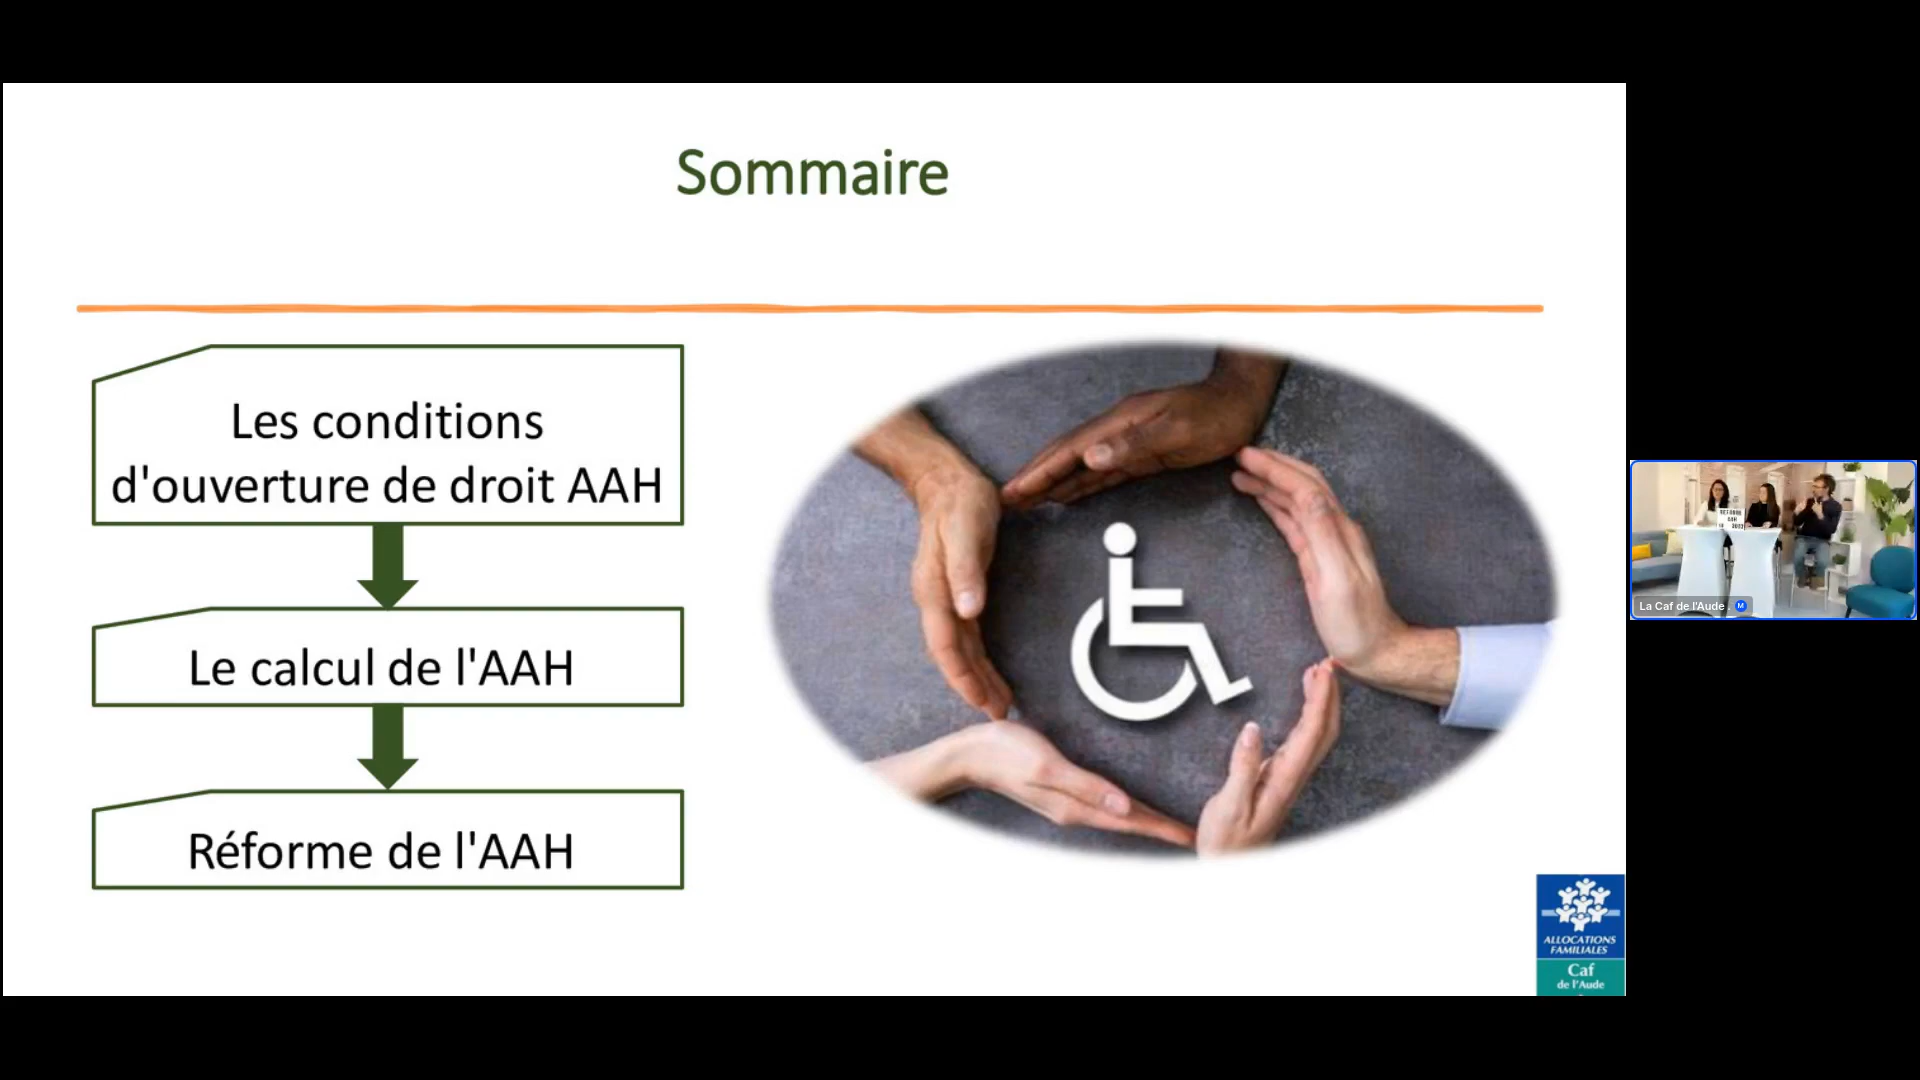 Sommaire
Les conditions
d'ouverture de droit AAH
Le calcul de l'AAH
Réforme de l'AAH
ALLOCATIONS
FAMILIALES
Caf
de l'Aude
La Caf de l'Aude .
M